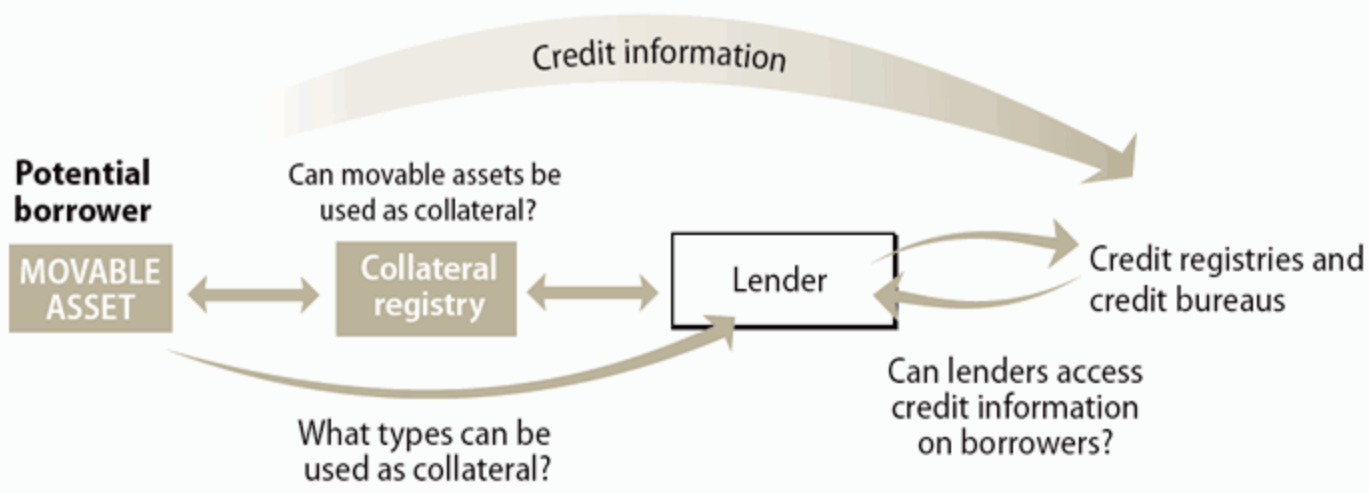 Credit information
Potential
borrower
MOVABLE
ASSET
Can movable assets be
used as collateral?
Collateral
registry
Lender
Credit registries and
credit bureaus
What types can be
used as collateral?
Can lenders access
credit information
on borrowers?